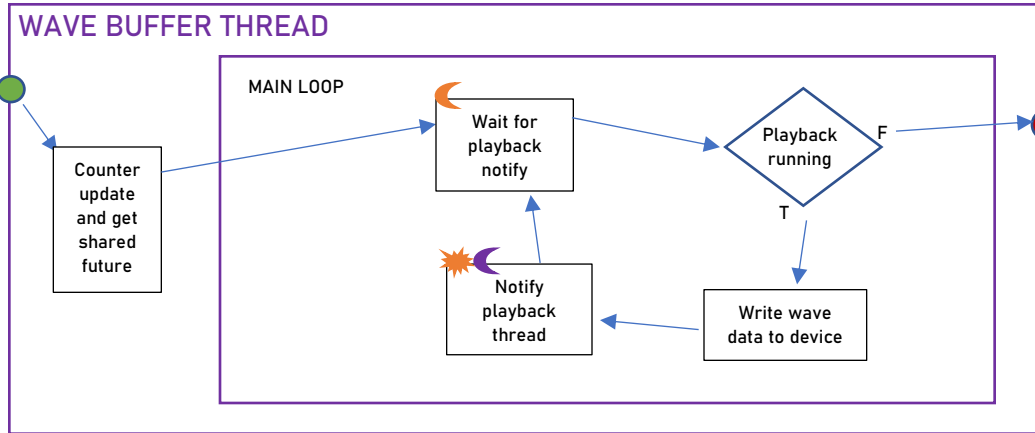 WAVE BUFFER THREAD
MAIN LOOP
Counter
update
and get
shared
future
Wait for
playback
notify
Playback
running
F
T
Notify
playback
thread
Write wave
data to device